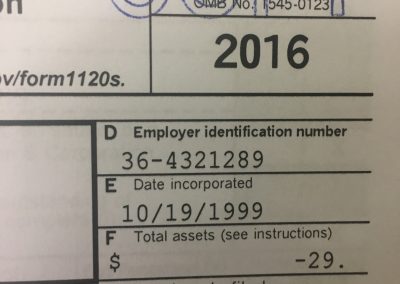 on
OMB No. 1545-0123
2016
v/form1120s.
D Employer identification number
36-4321289
E Date incorporated
10/19/1999
F Total assets (see instructions)
$ -29.